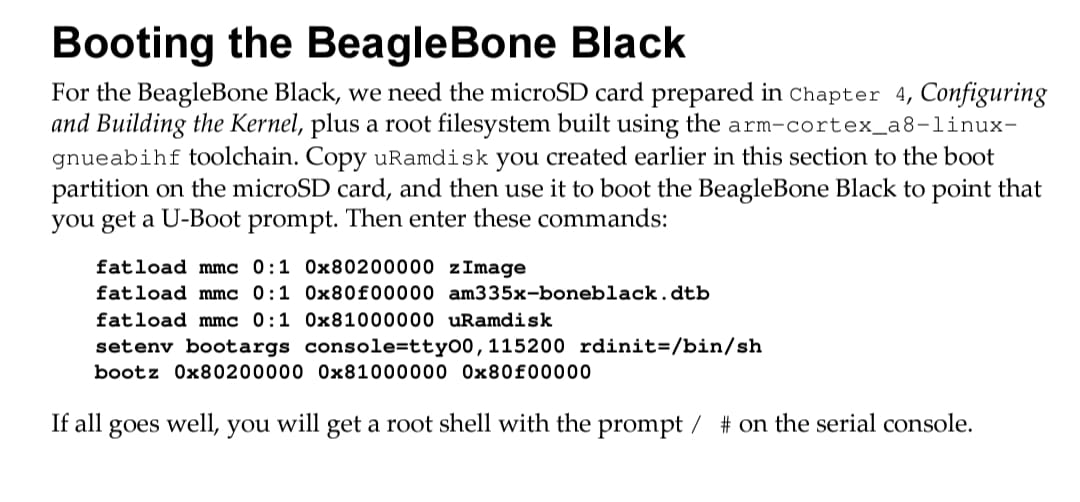 Booting the BeagleBone Black
For the BeagleBone Black, we need the microSD card prepared in Chapter 4, Configuring
and Building the Kernel, plus a root filesystem built using the arm-cortex_a8-linux-
gnueabihf toolchain. Copy uRamdisk you created earlier in this section to the boot
partition on the microSD card, and then use it to boot the BeagleBone Black to point that
you get a U-Boot prompt. Then enter these commands:
fatload mmc 0:1 0x80200000 zImage
fatload mmc 0:1 0x80f00000 am335x-boneblack.dtb
fatload mmc 0:1 0x81000000 uRamdisk
setenv bootargs console=ttyO0,115200 rdinit=/bin/sh
bootz 0x80200000 0x81000000 0x80f00000
If all goes well, you will get a root shell with the prompt / # on the serial console.